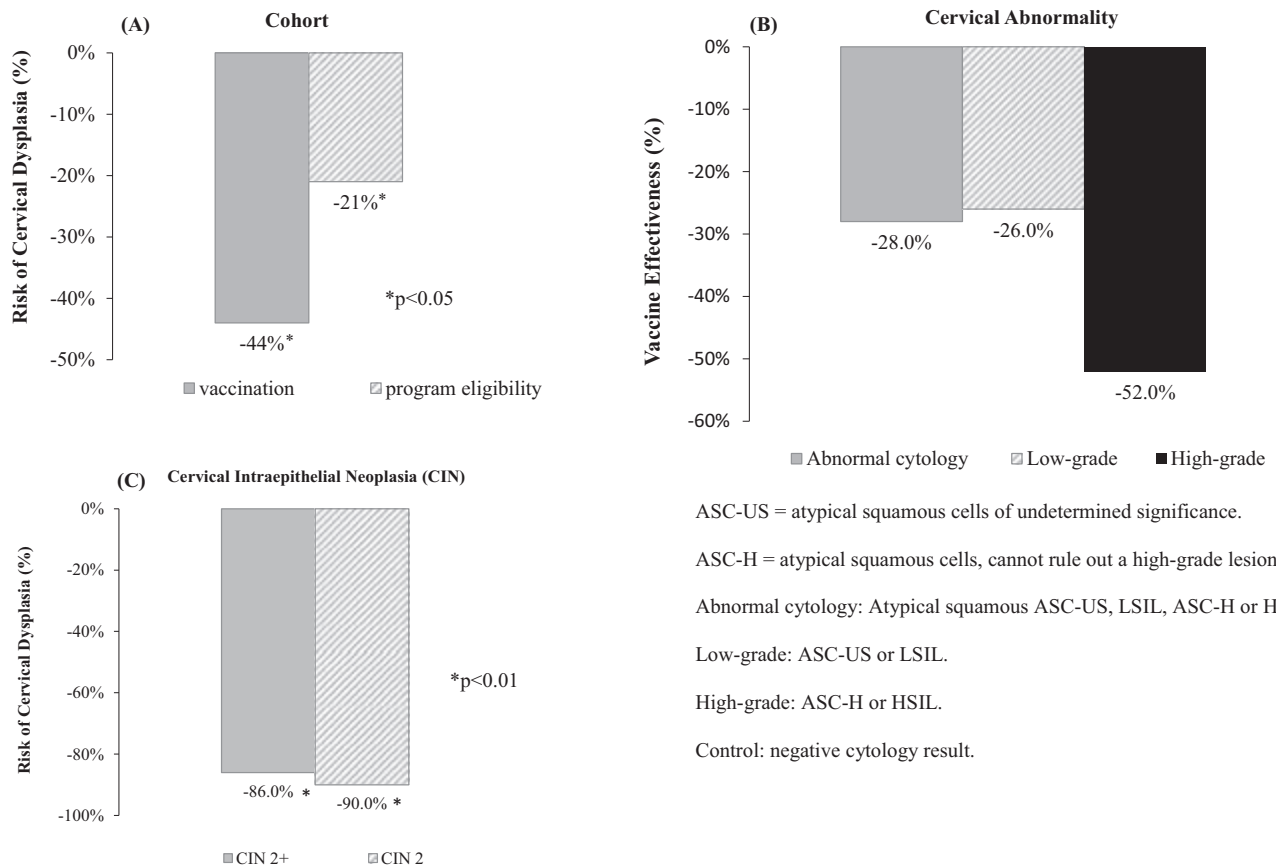 (A)
Cohort
Risk of Cervical Dysplasia (%)
0%
-10%
-20%
-30%
-40%
-50%
-21%*
-44%*
*p<0.05
vaccination
program eligibility
(B)
Cervical Abnormality
Vaccine Effectiveness (%)
0%
-10%
-20%
-30%
-40%
-50%
-60%
-28.0%
-26.0%
-52.0%
Abnormal cytology
Low-grade
High-grade
ASC-US = atypical squamous cells of undetermined significance.
ASC-H = atypical squamous cells, cannot rule out a high-grade lesion
Abnormal cytology: Atypical squamous ASC-US, LSIL, ASC-H or H
Low-grade: ASC-US or LSIL.
High-grade: ASC-H or HSIL.
Control: negative cytology result.
(C)
Cervical Intraepithelial Neoplasia (CIN)
Risk of Cervical Dysplasia (%)
0%
-20%
-40%
-60%
-80%
-100%
-86.0% *
-90.0% *
*p<0.01
CIN 2+
CIN 2